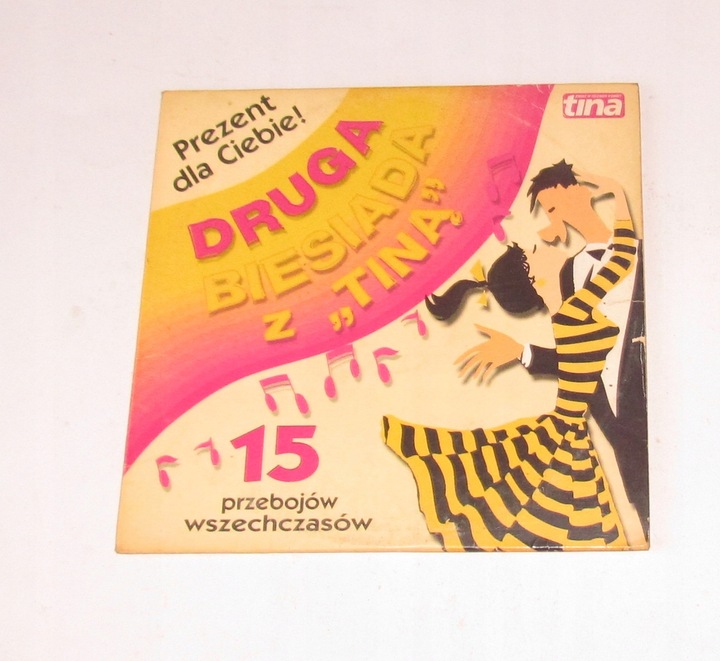 Prezent
dla Ciebie!
DRUGA
BIESIADA
z „TINĄ”
tina
15
przebojów
wszechczasów